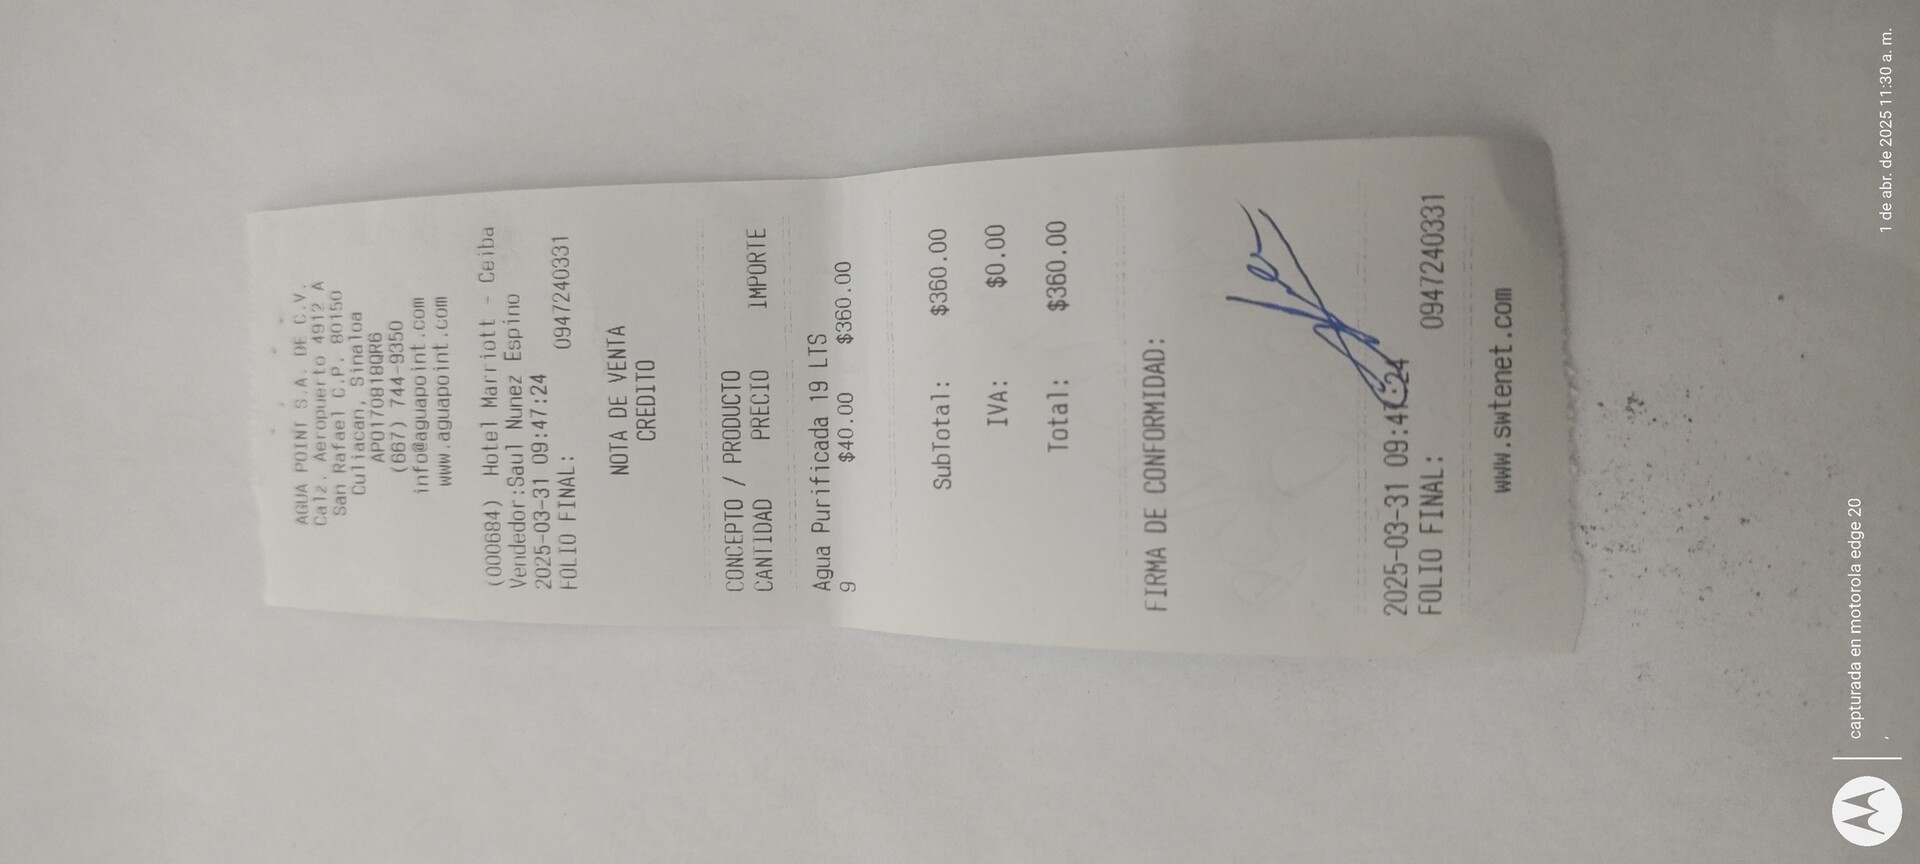 AGUA POINT S.A. DE C.V.
Calz. Aeropuerto 4912 A
San Rafael C.P. 80150
Culiacan, Sinaloa
APO170818QR6
(667) 744-9350
info@aguapoint.com
www.aguapoint.com
(000684) Hotel Marriott - Ceiba
Vendedor:Saul Nunez Espino
2025-03-31 09:47:24
FOLIO FINAL: 0947240331
NOTA DE VENTA
CREDITO
CONCEPTO / PRODUCTO
CANTIDAD PRECIO IMPORTE
Agua Purificada 19 LTS
9 $40.00 $360.00
SubTotal: $360.00
IVA: $0.00
Total: $360.00
FIRMA DE CONFORMIDAD:
2025-03-31 09:47:24
FOLIO FINAL: 0947240331
www.swtenet.com
capturada en motorola edge 20
,
1 de abr. de 2025 11:30 a. m.